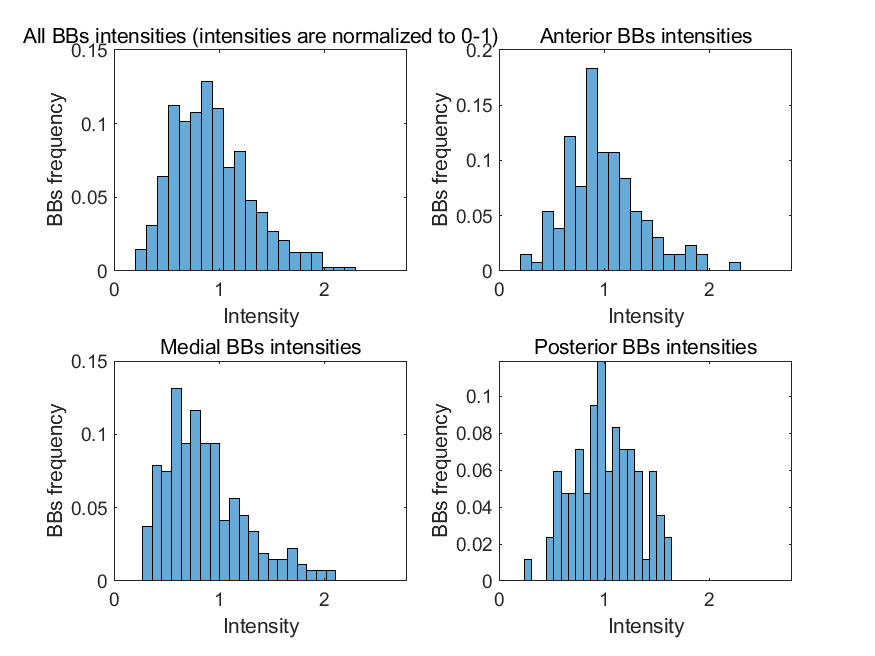 All BBs intensities (intensities are normalized to 0-1)
0.15
0.1
0.05
0
BBs frequency
0 1 2
Intensity
Anterior BBs intensities
0.2
0.15
0.1
0.05
0
BBs frequency
0 1 2
Intensity
Medial BBs intensities
0.15
0.1
0.05
0
BBs frequency
0 1 2
Intensity
Posterior BBs intensities
0.1
0.08
0.06
0.04
0.02
0
BBs frequency
0 1 2
Intensity